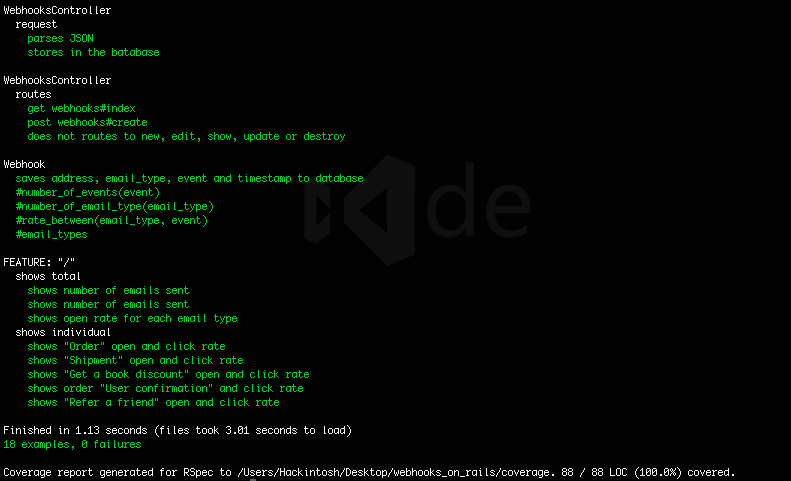 WebhooksController
request
parses JSON
stores in the batabase
WebhooksController
routes
get webhooks#index
post webhooks#create
does not routes to new, edit, show, update or destroy
Webhook
saves address, email_type, event and timestamp to database
#number_of_events(event)
#number_of_email_type(email_type)
#rate_between(email_type, event)
#email_types
de
FEATURE: "/"
shows total
shows number of emails sent
shows number of emails sent
shows open rate for each email type
shows individual
shows "Order" open and click rate
shows "Shipment" open and click rate
shows "Get a book discount" open and click rate
shows order "User confirmation" and click rate
shows "Refer a friend" open and click rate
Finished in 1.13 seconds (files took 3.01 seconds to load)
18 examples, 0 failures
Coverage report generated for RSpec to /Users/Hackintosh/Desktop/webhooks_on_rails/coverage. 88 / 88 LOC (100.0%) covered.